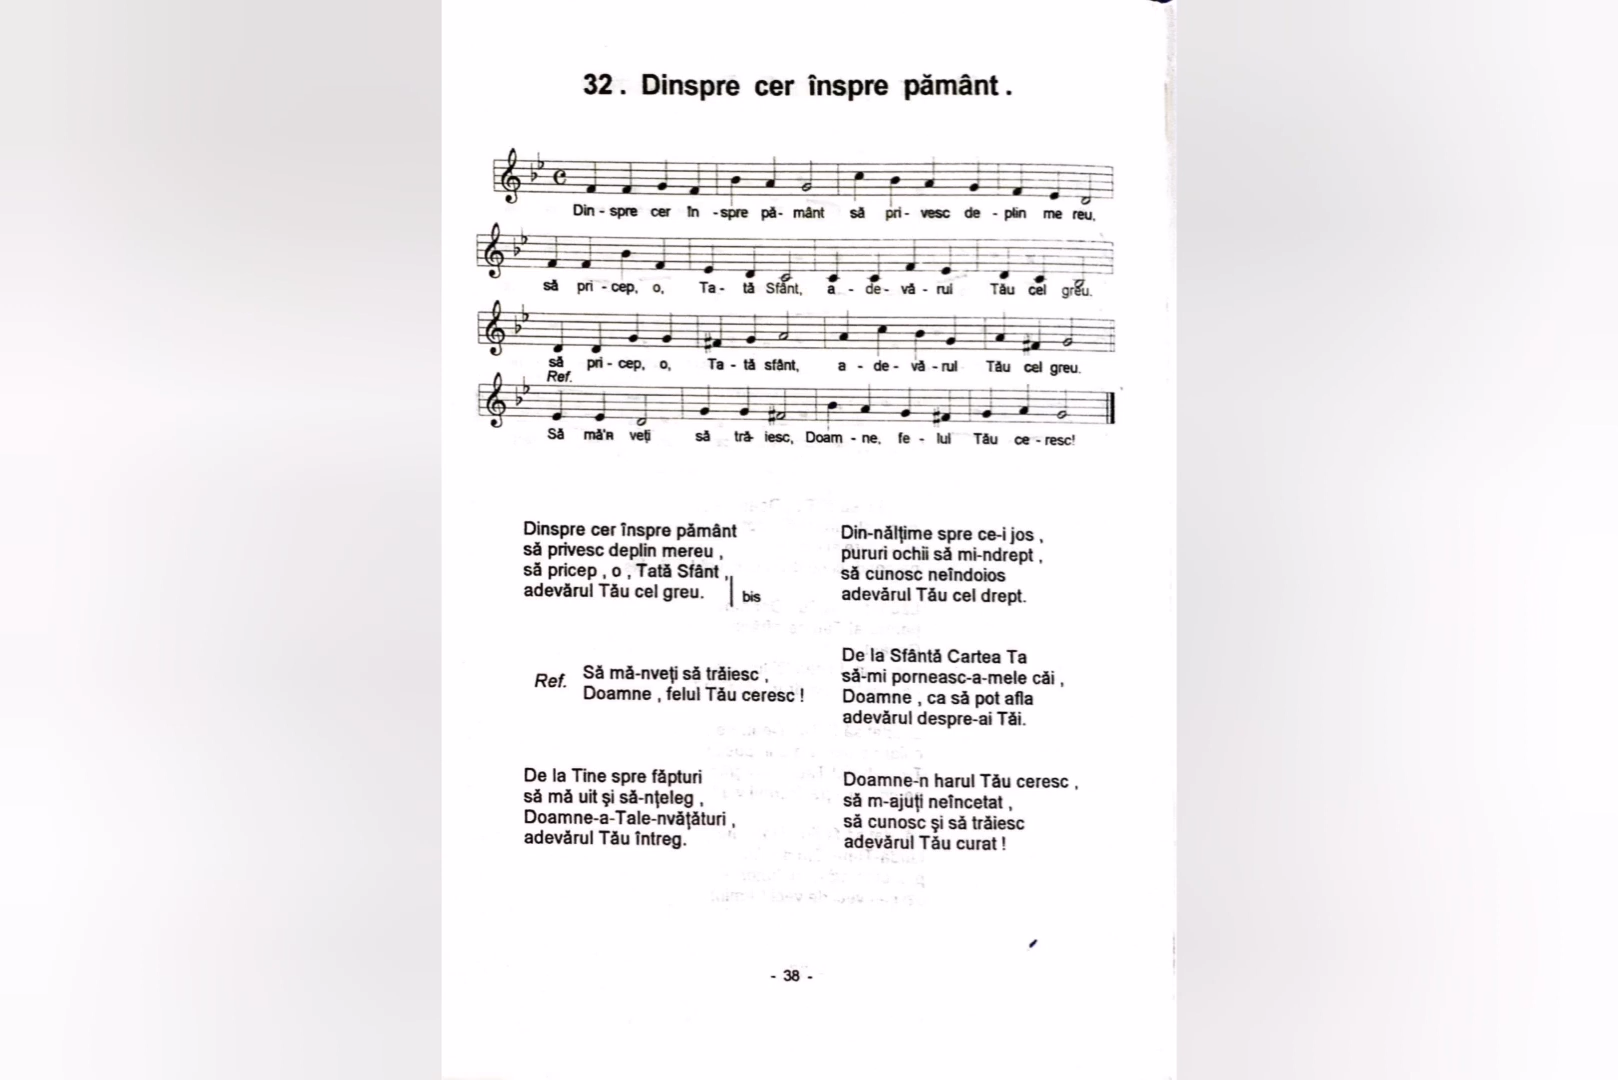 32 . Dinspre cer înspre pământ .
Din - spre cer în - spre pă- mânt să pri- vesc de - plin me reu,
să pri - cep, o, Ta - tă Sfânt, a - de- vă - rul Tău cel greu.
să pri - cep, o, Ta - tă sfânt, a - de - vă - rul Tău cel greu.
Ref.
Să mă'n veți să tră- iesc, Doam - ne, fe - lul Tău ce - resc!
Dinspre cer înspre pământ
să privesc deplin mereu ,
să pricep , o , Tată Sfânt ,
adevărul Tău cel greu. bis
Ref. Să mă-nveți să trăiesc ,
Doamne , felul Tău ceresc !
De la Tine spre făpturi
să mă uit și să-nțeleg ,
Doamne-a-Tale-nvățături ,
adevărul Tău întreg.
Din-nălțime spre ce-i jos ,
pururi ochii să mi-ndrept ,
să cunosc neîndoios
adevărul Tău cel drept.
De la Sfântă Cartea Ta
să-mi porneasc-a-mele căi ,
Doamne , ca să pot afla
adevărul despre-ai Tăi.
Doamne-n harul Tău ceresc ,
să m-ajuți neîncetat ,
să cunosc și să trăiesc
adevărul Tău curat !
- 38 -